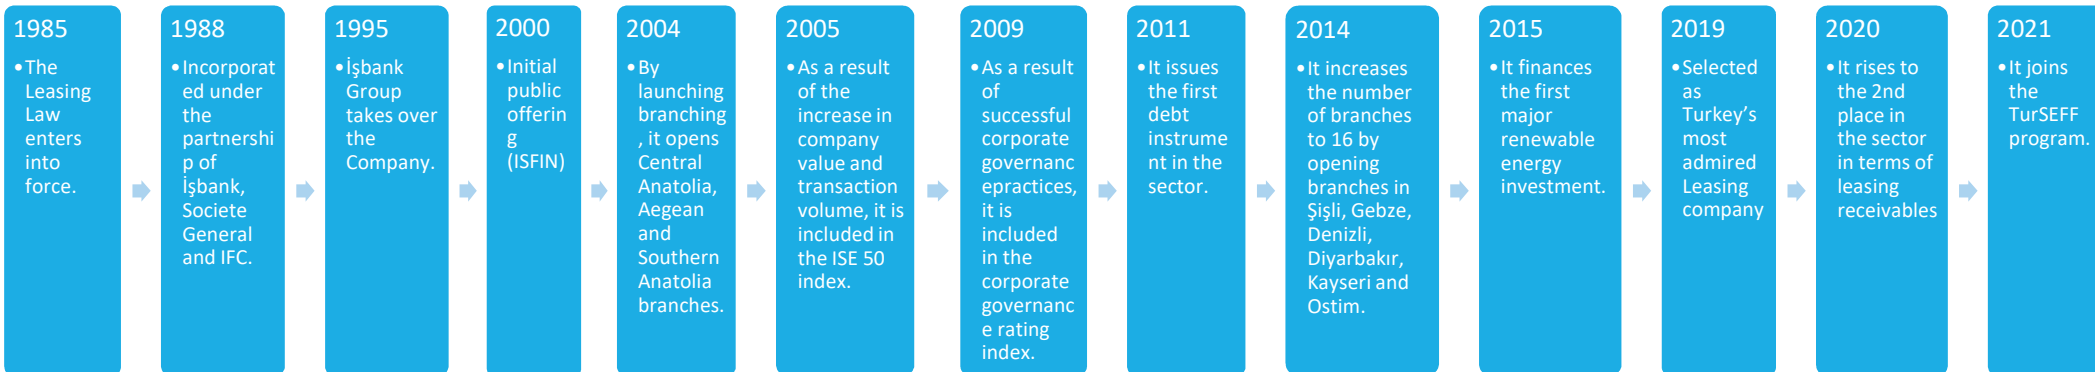 1985
•The
Leasing
Law
enters
into
force.
1988
•Incorporat
ed under
the
partnershi
p of
İşbank,
Societe
General
and IFC.
1995
•İşbank
Group
takes over
the
Company.
2000
•Initial
public
offerin
g
(ISFIN)
2004
•By
launching
branching
, it opens
Central
Anatolia,
Aegean
and
Southern
Anatolia
branches.
2005
•As a result
of the
increase in
company
value and
transaction
volume, it is
included in
the ISE 50
index.
2009
•As a result
of
successful
corporate
governanc
epractices,
it is
included
in the
corporate
governanc
e rating
index.
2011
•It issues
the first
debt
instrume
nt in the
sector.
2014
•It increases
the number
of branches
to 16 by
opening
branches in
Şişli, Gebze,
Denizli,
Diyarbakır,
Kayseri and
Ostim.
2015
•It finances
the first
major
renewable
energy
investment.
2019
•Selected
as
Turkey’s
most
admired
Leasing
company
2020
•It rises to
the 2nd
place in
the sector
in terms of
leasing
receivables
2021
•It joins
the
TurSEFF
program.